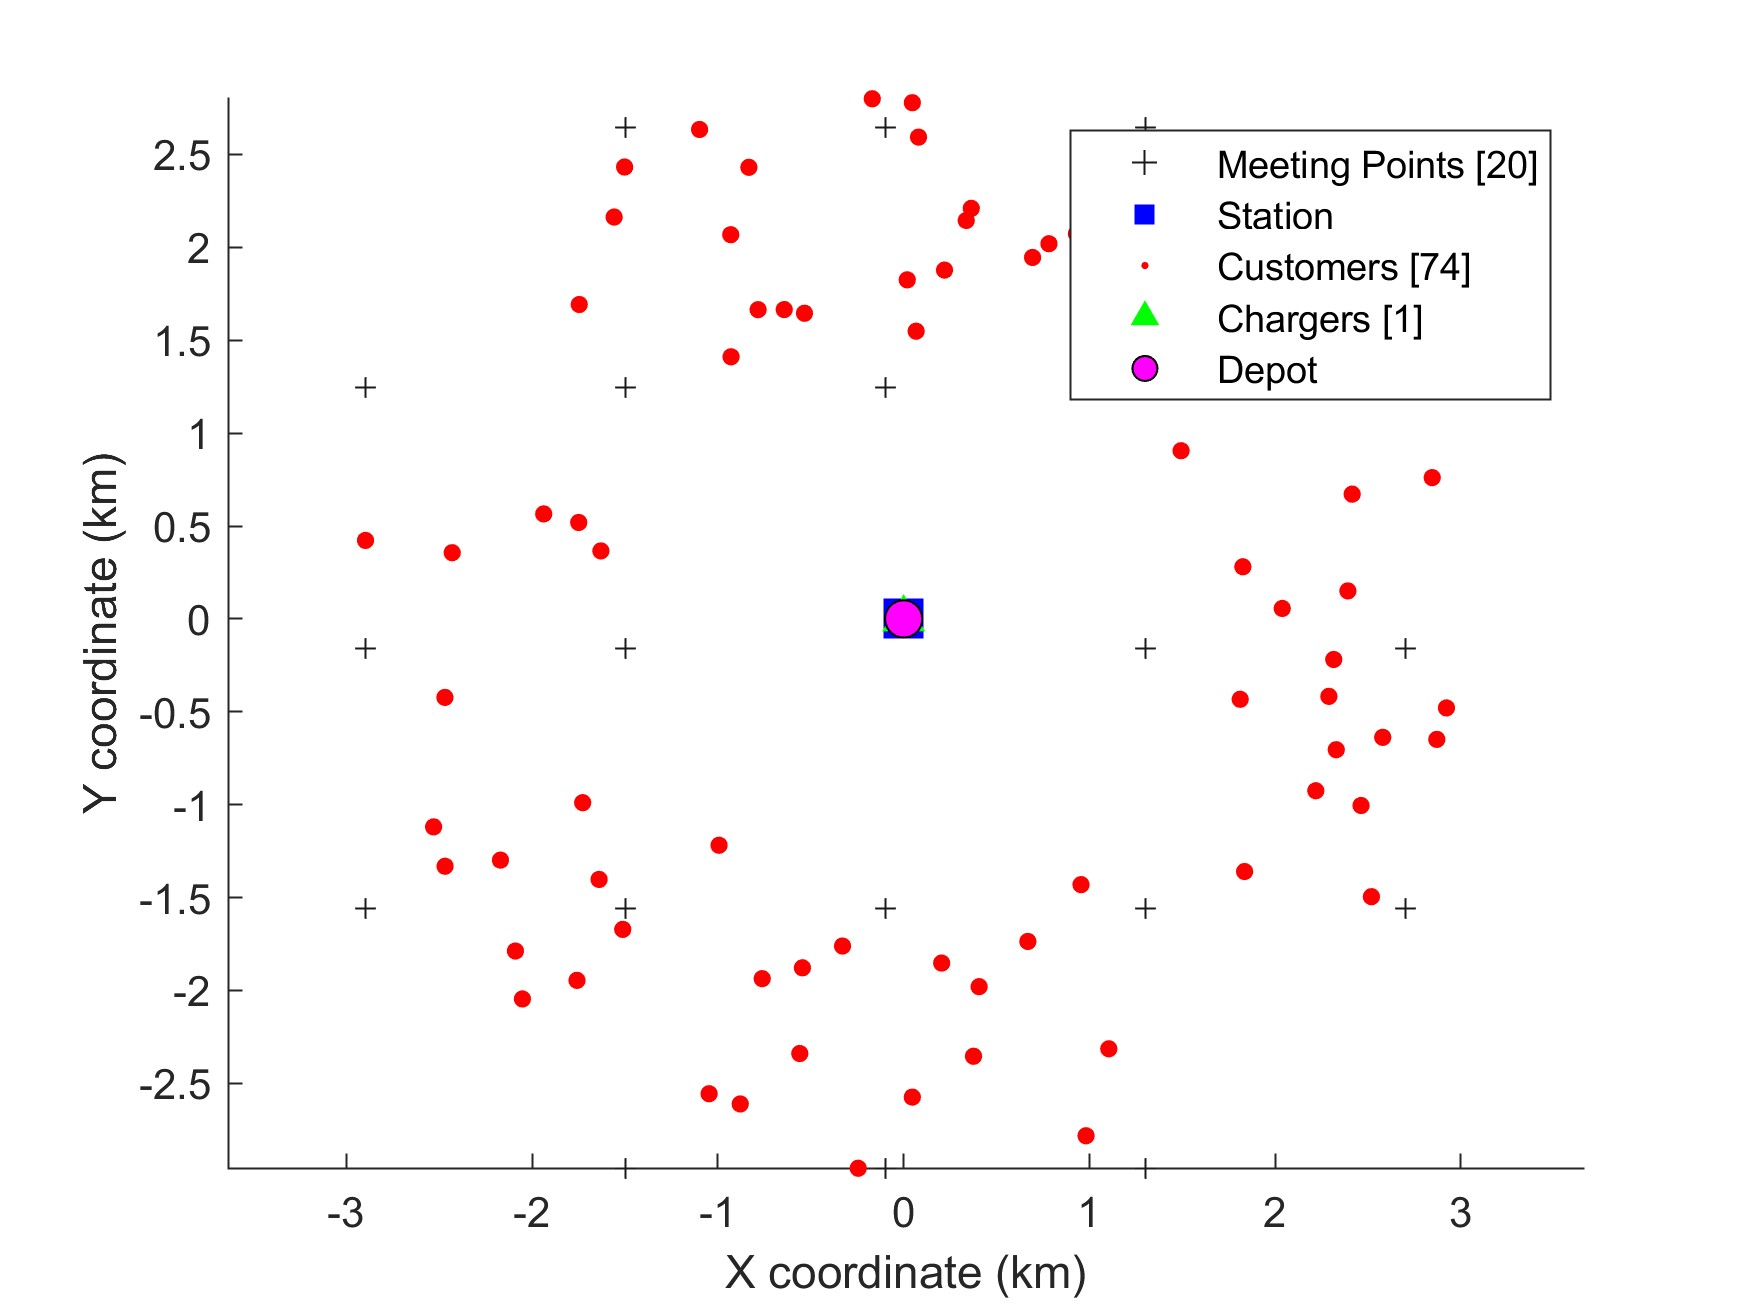 Meeting Points [20]
Station
Customers [74]
Chargers [1]
Depot
2.5
2
1.5
1
0.5
0
-0.5
-1
-1.5
-2
-2.5
Y coordinate (km)
-3 -2 -1 0 1 2 3
X coordinate (km)